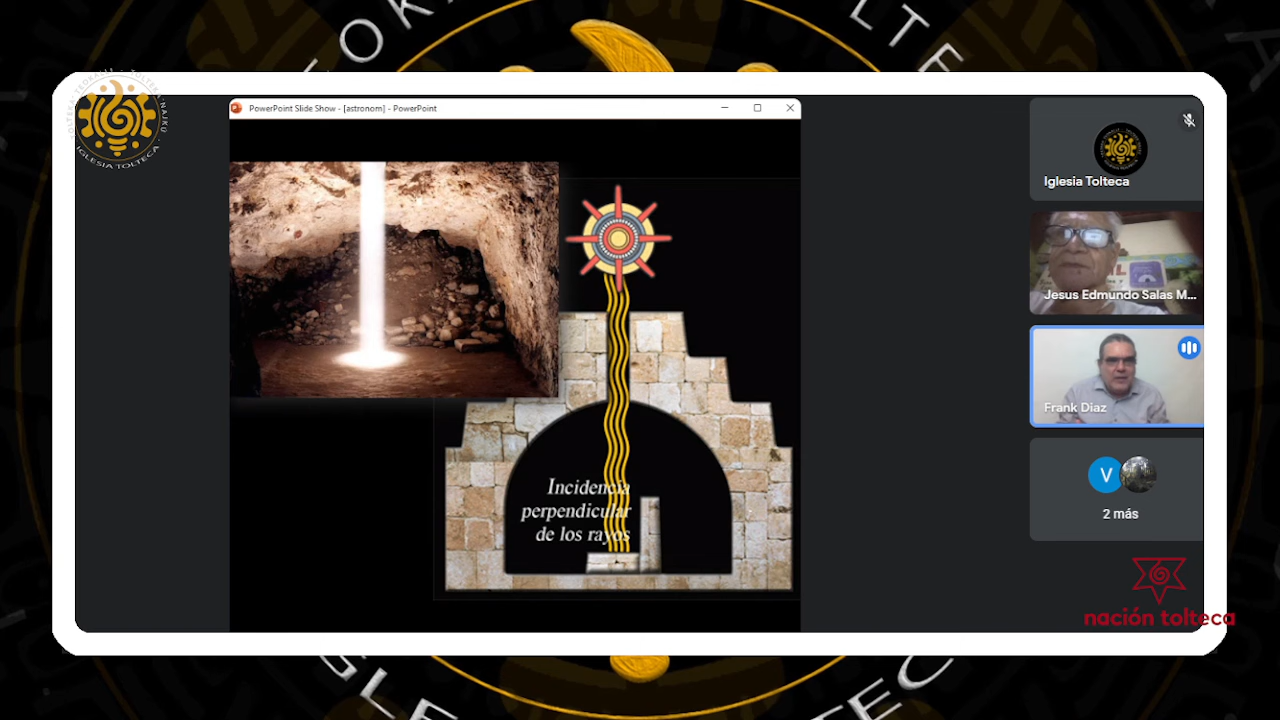 PowerPoint Slide Show - [astronom] - PowerPoint
IGLESIA TOLTECA
Iglesia Tolteca
Jesus Edmundo Salas M...
Frank Diaz
Incidencia
perpendicular
de los rayos
V
2 más
nación tolteca